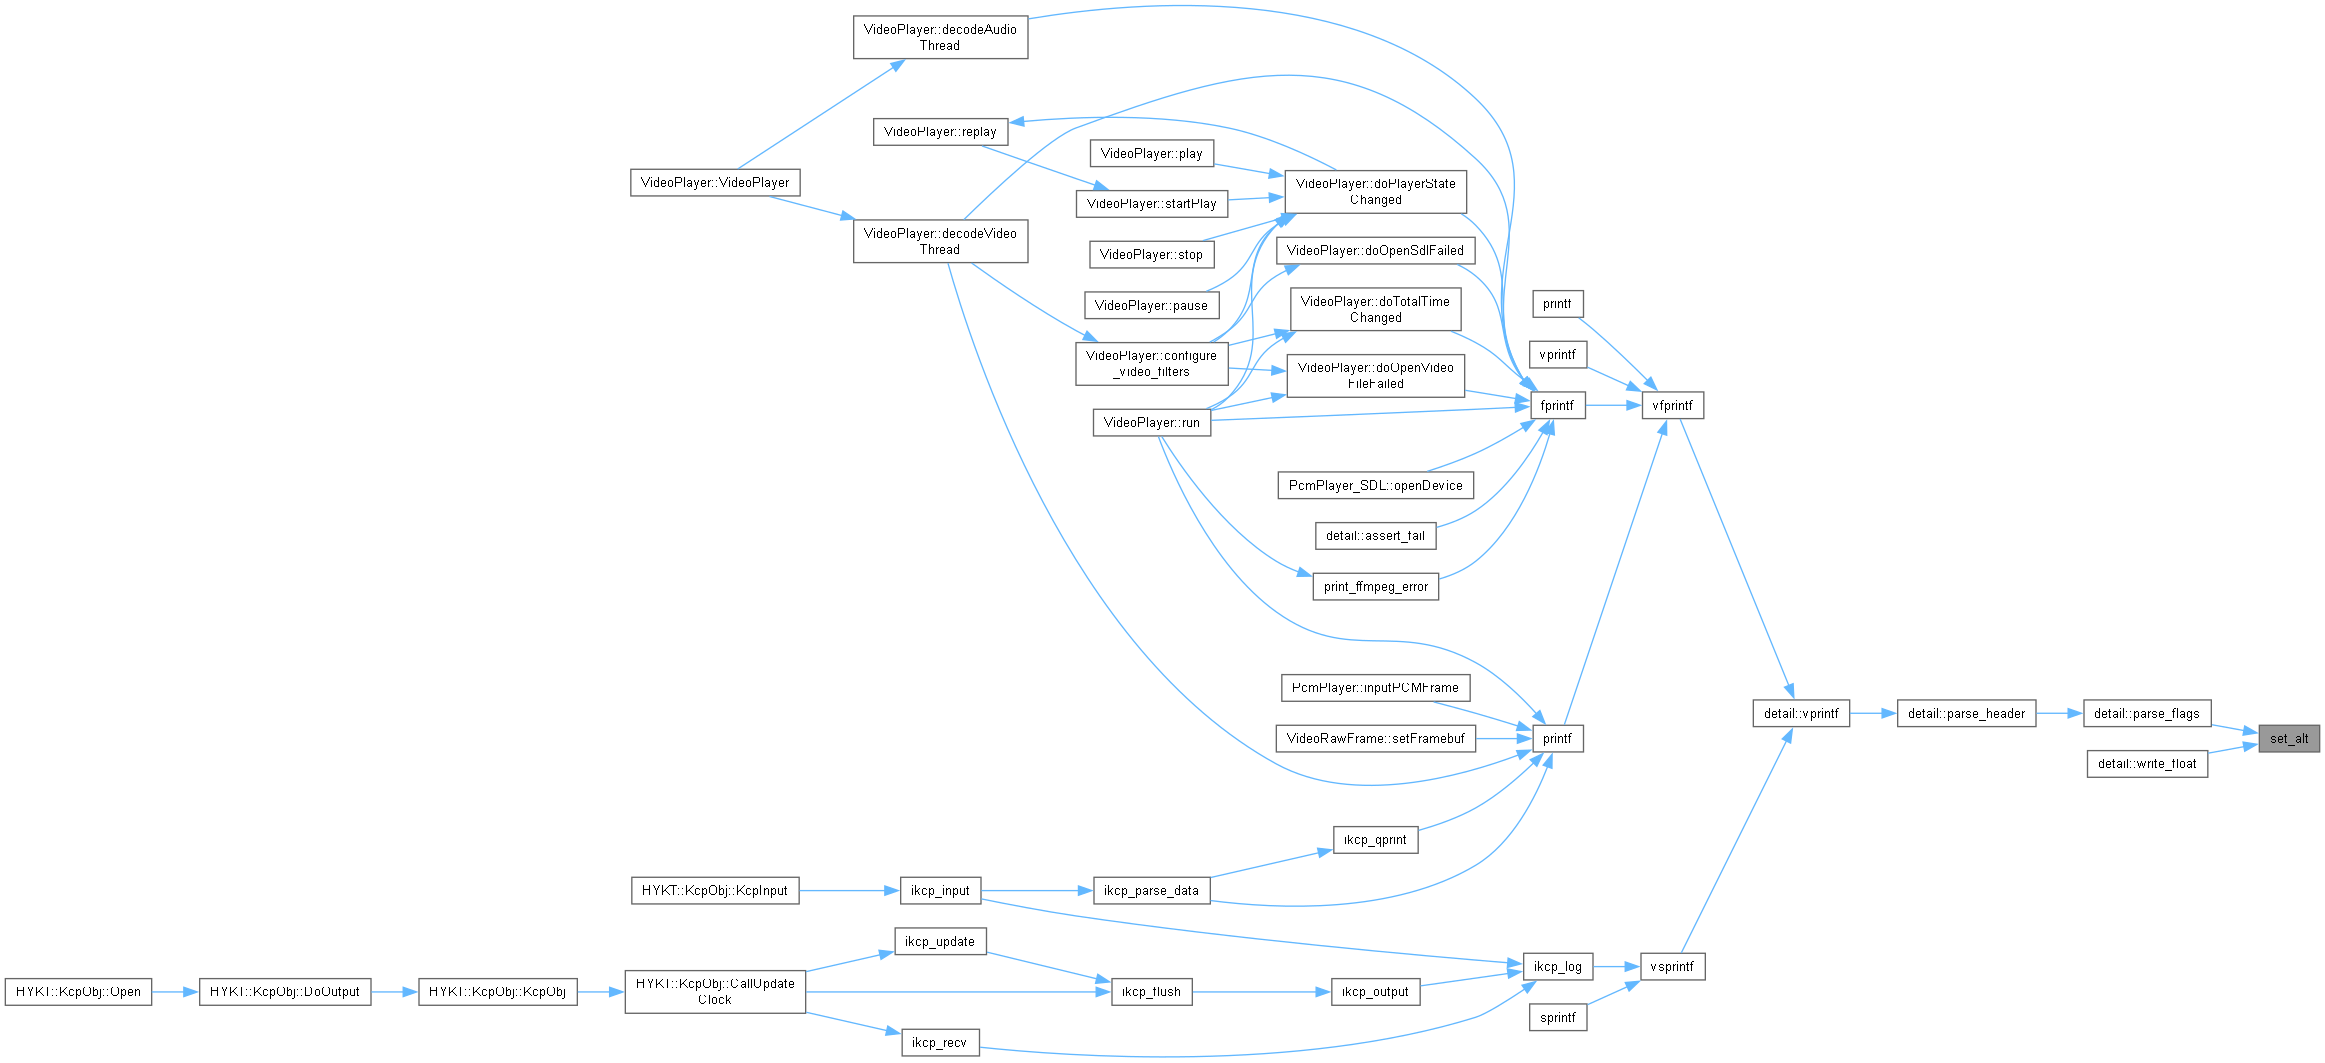 VideoPlayer::decodeAudio
Thread
VideoPlayer::replay
VideoPlayer::play
VideoPlayer::VideoPlayer
VideoPlayer::doPlayerState
Changed
VideoPlayer::startPlay
VideoPlayer::decodeVideo
Thread
VideoPlayer::stop
VideoPlayer::doOpenSdlFailed
VideoPlayer::pause
VideoPlayer::doTotalTime
Changed
printf
vprintf
VideoPlayer::configure
_video_filters
VideoPlayer::doOpenVideo
FileFailed
fprintf
vfprintf
VideoPlayer::run
PcmPlayer_SDL::openDevice
detail::assert_fail
print_ffmpeg_error
PcmPlayer::inputPCMFrame
detail::vprintf
detail::parse_header
detail::parse_flags
VideoRawFrame::setFramebuf
printf
set_alt
detail::write_float
ikcp_qprint
HYKT::KcpObj::KcpInput
ikcp_input
ikcp_parse_data
ikcp_update
ikcp_log
vsprintf
HYKT::KcpObj::Open
HYKT::KcpObj::DoOutput
HYKT::KcpObj::KcpObj
HYKT::KcpObj::CallUpdate
Clock
ikcp_flush
ikcp_output
sprintf
ikcp_recv